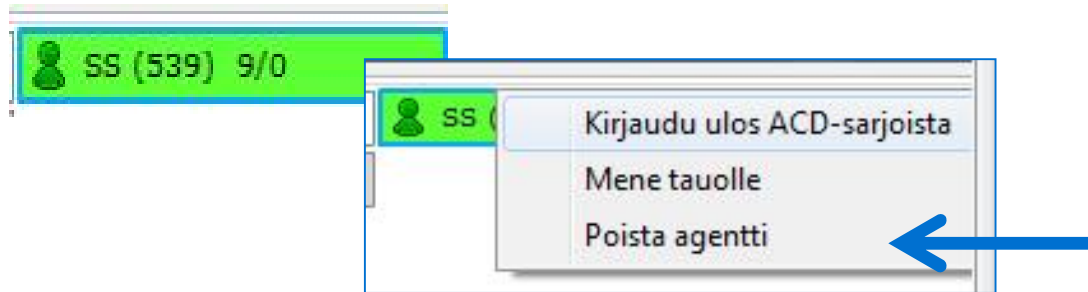 SS (539) 9/0
SS (
Kirjaudu ulos ACD-sarjoista
Mene tauolle
Poista agentti